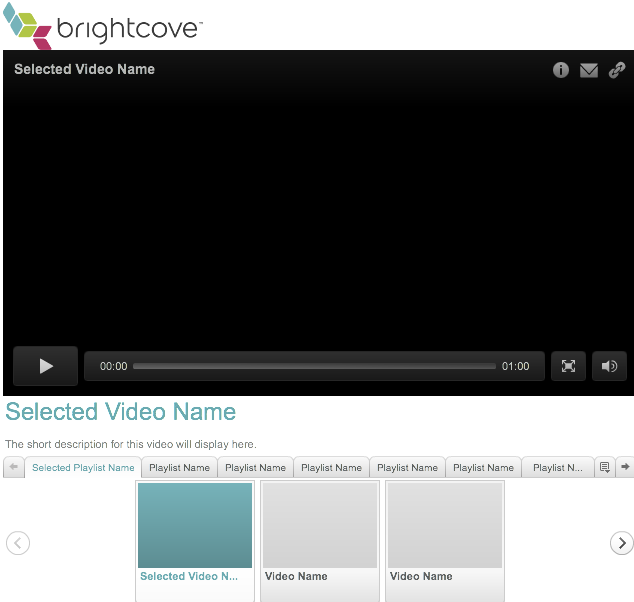 brightcove™
Selected Video Name
00:00
01:00
Selected Video Name
The short description for this video will display here.
Selected Playlist Name
Playlist Name
Playlist Name
Playlist Name
Playlist Name
Playlist Name
Playlist N...
Selected Video N...
Video Name
Video Name